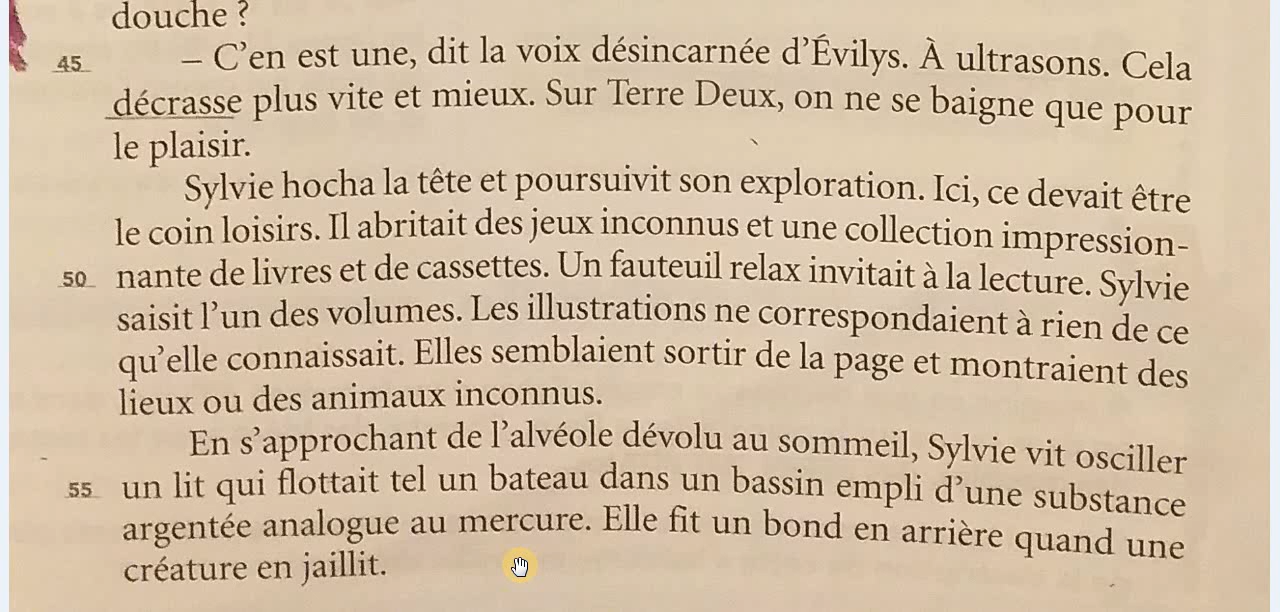 douche ?
45 – C’en est une, dit la voix désincarnée d’Évilys. À ultrasons. Cela
décrasse plus vite et mieux. Sur Terre Deux, on ne se baigne que pour
le plaisir.
Sylvie hocha la tête et poursuivit son exploration. Ici, ce devait être
le coin loisirs. Il abritait des jeux inconnus et une collection impression-
50 nante de livres et de cassettes. Un fauteuil relax invitait à la lecture. Sylvie
saisit l’un des volumes. Les illustrations ne correspondaient à rien de ce
qu’elle connaissait. Elles semblaient sortir de la page et montraient des
lieux ou des animaux inconnus.
En s’approchant de l’alvéole dévolu au sommeil, Sylvie vit osciller
55 un lit qui flottait tel un bateau dans un bassin empli d’une substance
argentée analogue au mercure. Elle fit un bond en arrière quand une
créature en jaillit.